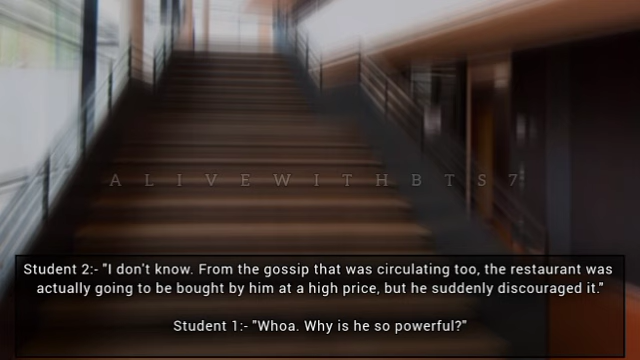 A L I V E W I T H B T S 7
Student 2:- "I don't know. From the gossip that was circulating too, the restaurant was
actually going to be bought by him at a high price, but he suddenly discouraged it."
Student 1:- "Whoa. Why is he so powerful?"